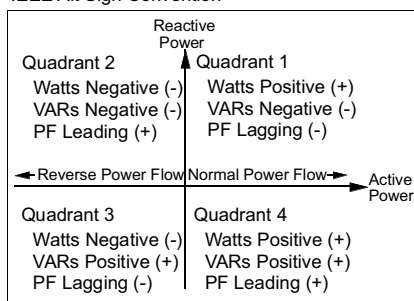 IEEE Alt Sign Convention
Reactive
Power
Quadrant 2
Watts Negative (-)
VARs Negative (-)
PF Leading (+)
Quadrant 1
Watts Positive (+)
VARs Negative (-)
PF Lagging (-)
Reverse Power Flow
Normal Power Flow
Active
Power
Quadrant 3
Watts Negative (-)
VARs Positive (+)
PF Lagging (-)
Quadrant 4
Watts Positive (+)
VARs Positive (+)
PF Leading (+)